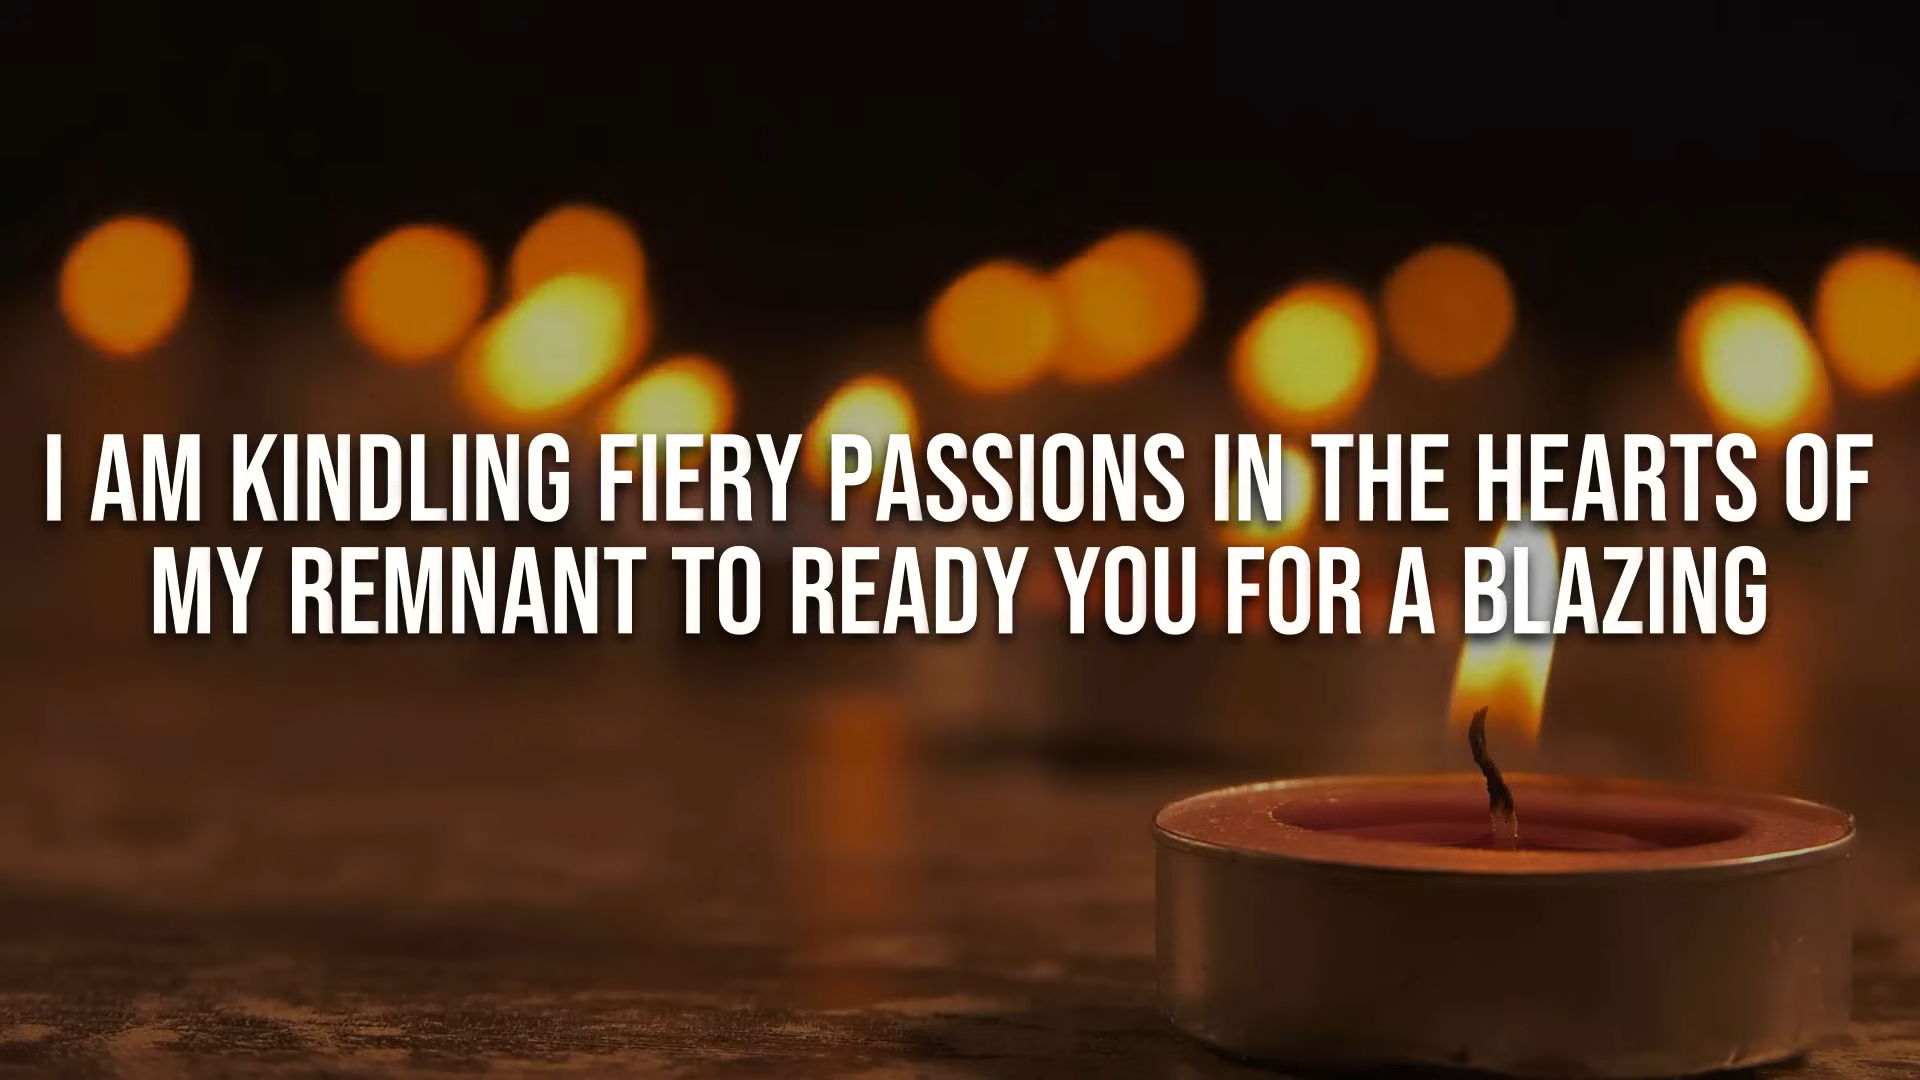 I AM KINDLING FIERY PASSIONS IN THE HEARTS OF
MY REMNANT TO READY YOU FOR A BLAZING